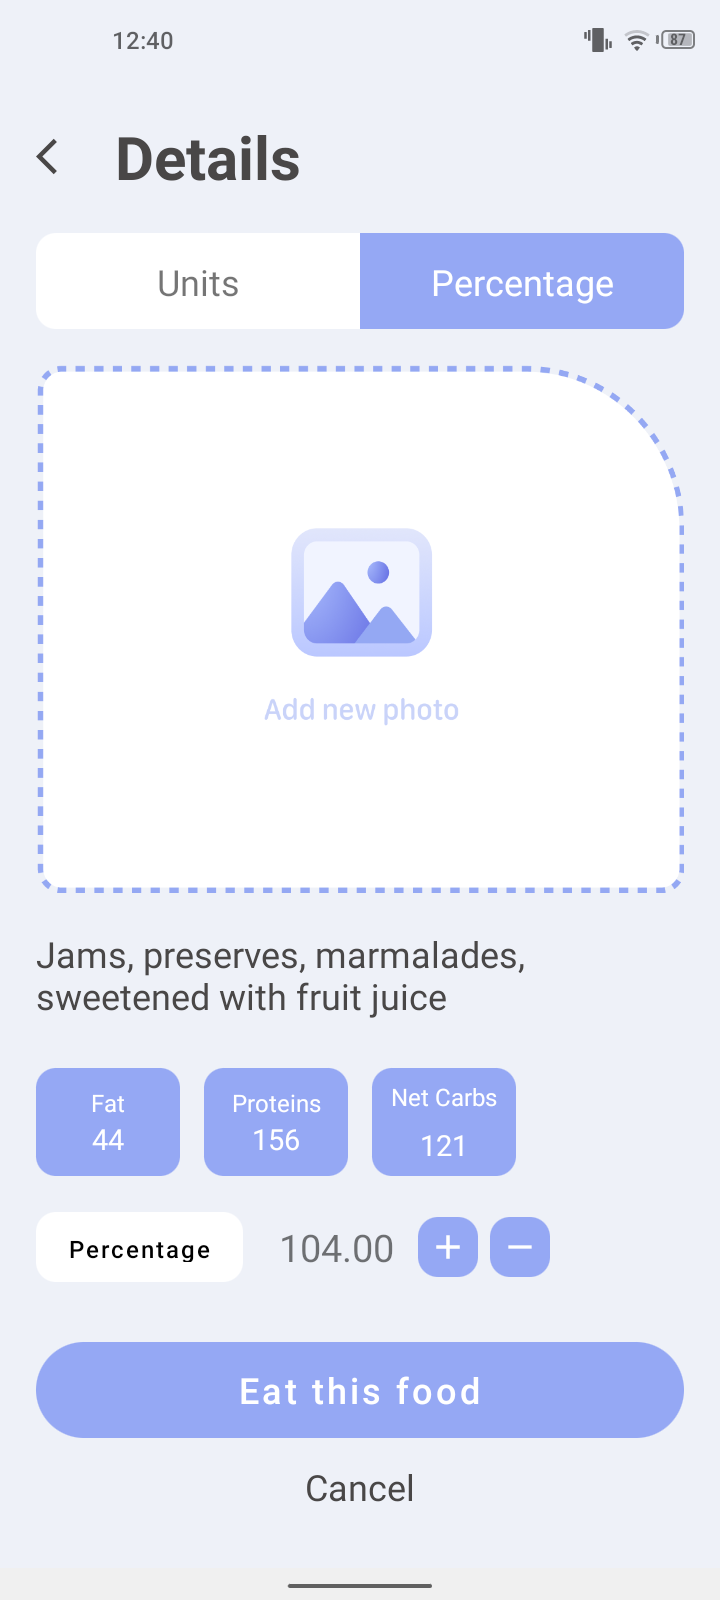 12:40
87
Details
Units
Percentage
Add new photo
Jams, preserves, marmalades,
sweetened with fruit juice
Fat
44
Proteins
156
Net Carbs
121
Percentage
104.00
Eat this food
Cancel